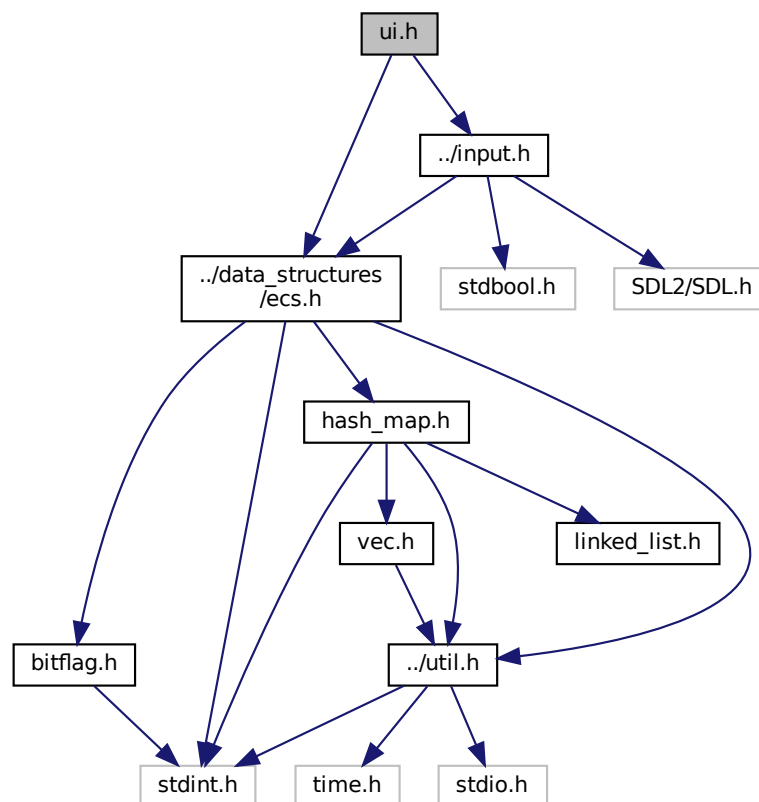 ui.h
../input.h
../data_structures
/ecs.h
stdbool.h
SDL2/SDL.h
hash_map.h
vec.h
linked_list.h
bitflag.h
../util.h
stdint.h
time.h
stdio.h